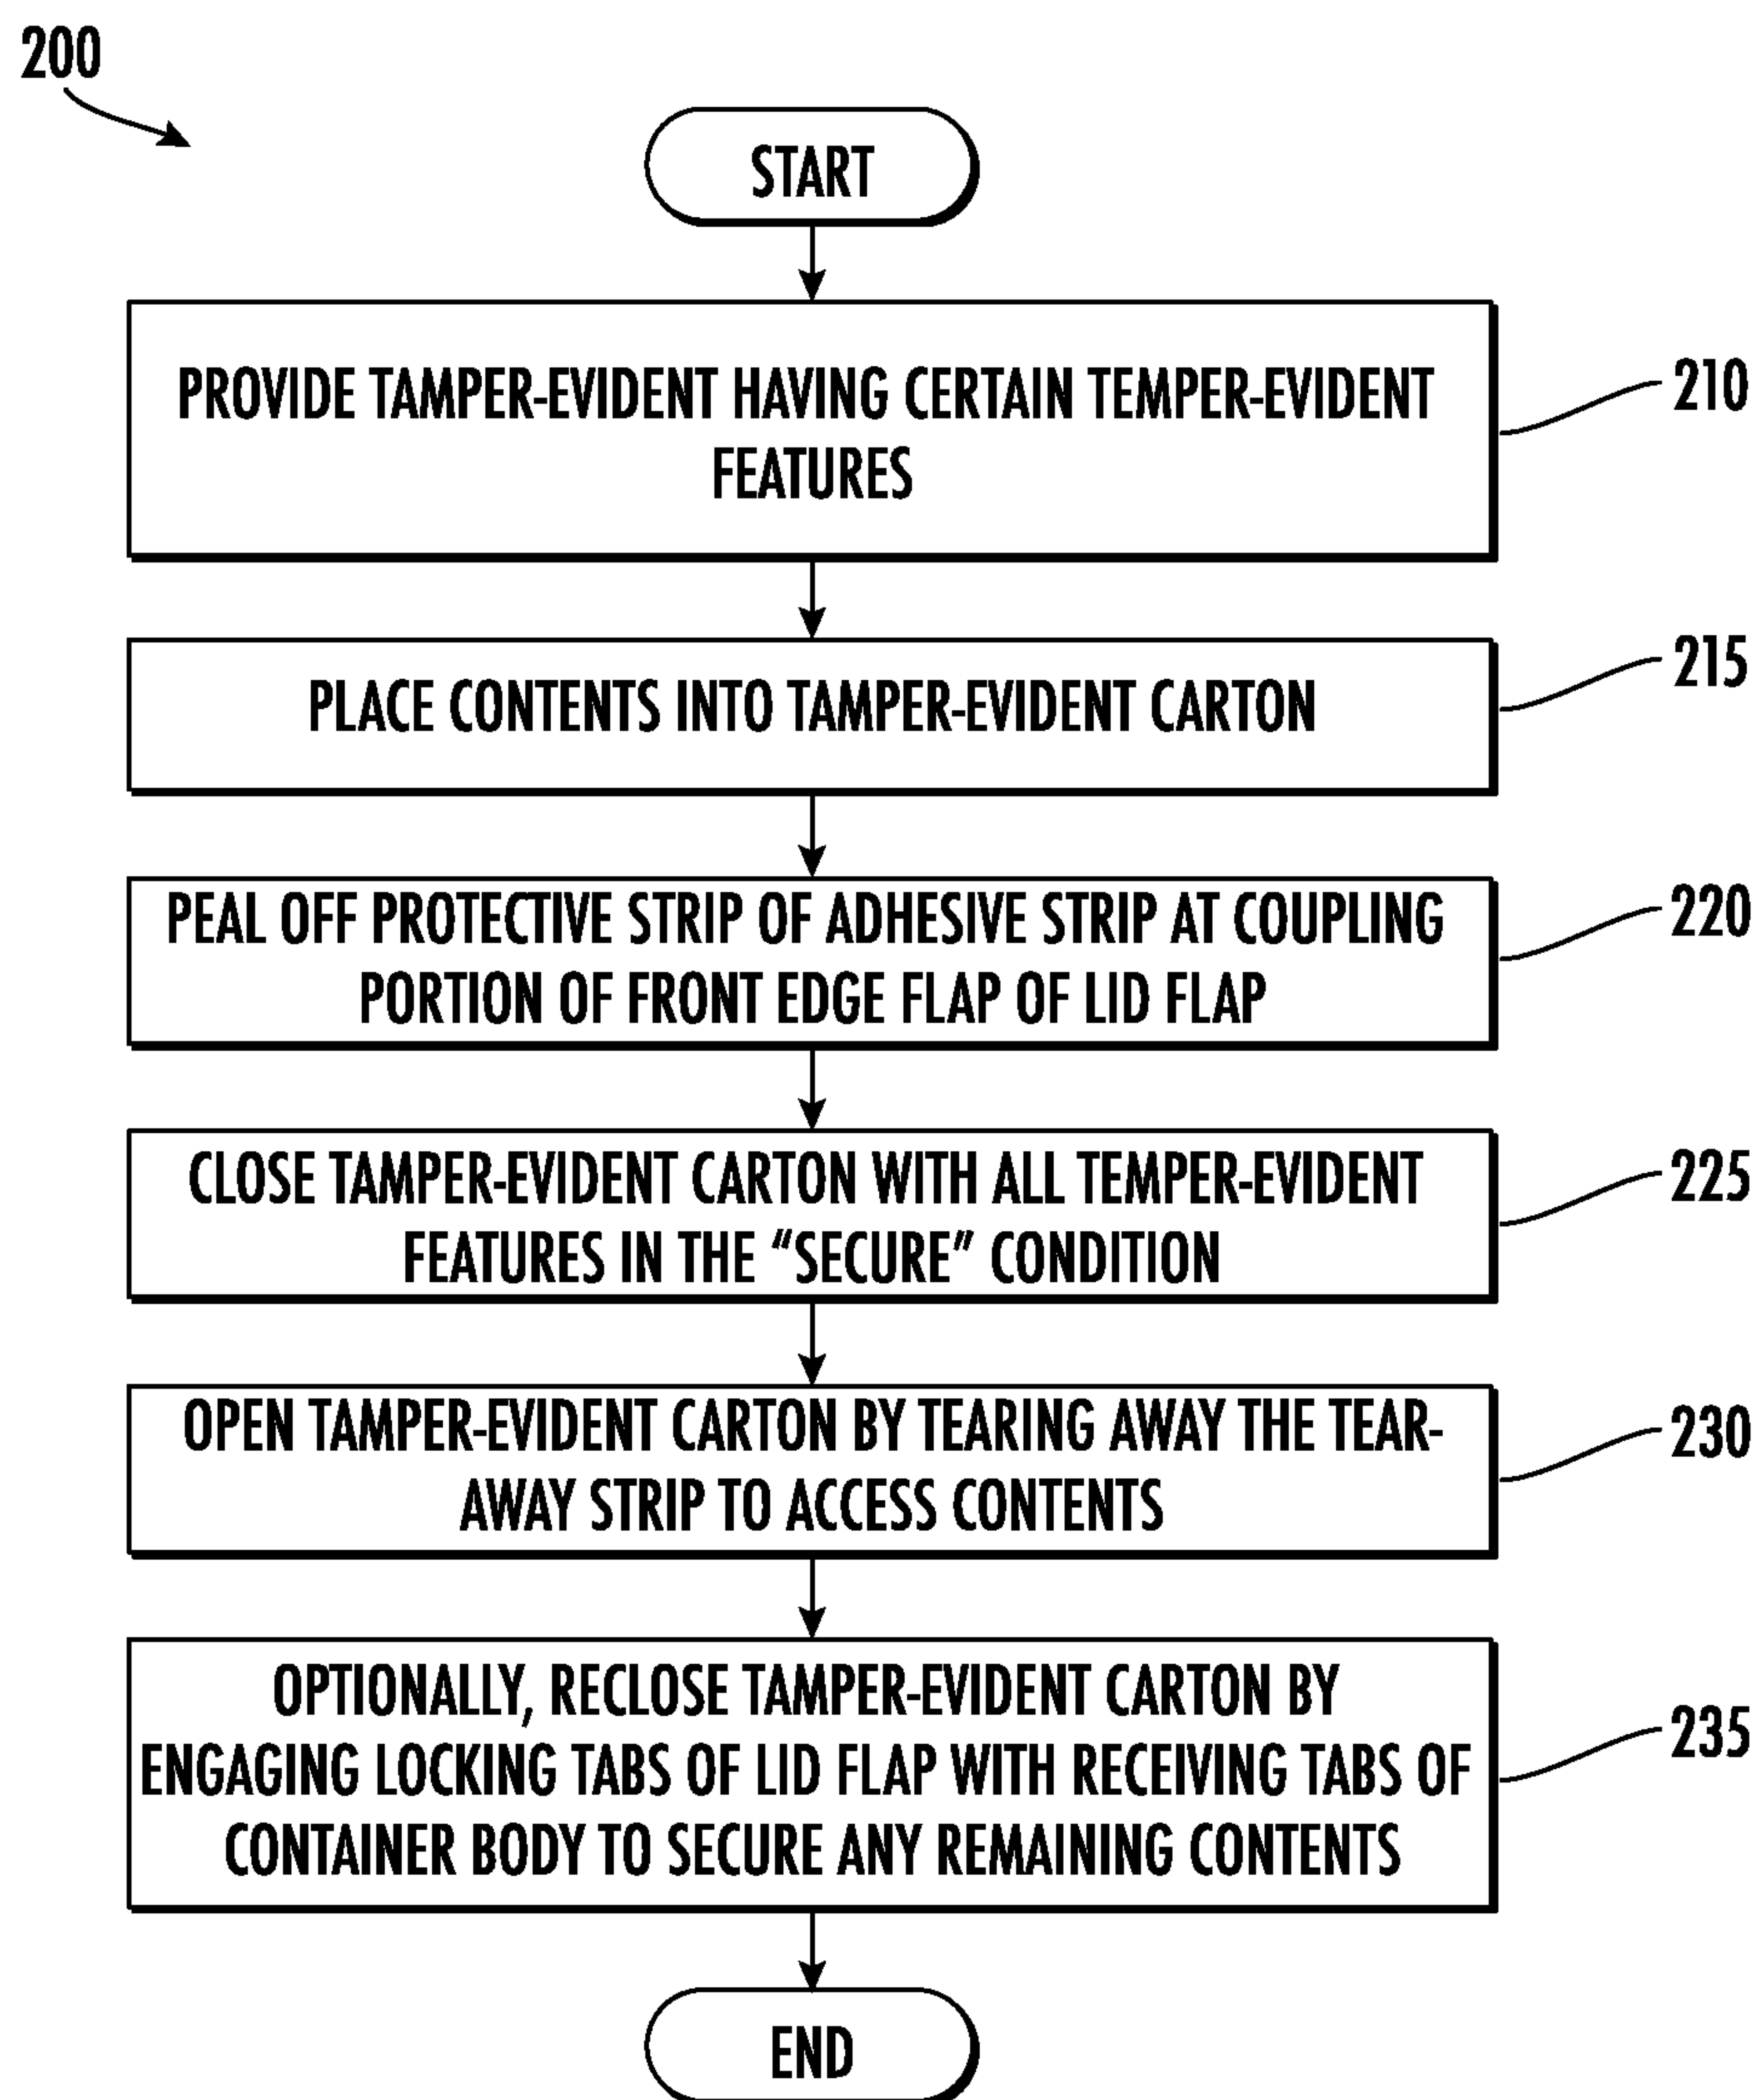 200
START
PROVIDE TAMPER-EVIDENT HAVING CERTAIN TEMPER-EVIDENT
FEATURES
210
PLACE CONTENTS INTO TAMPER-EVIDENT CARTON
215
PEAL OFF PROTECTIVE STRIP OF ADHESIVE STRIP AT COUPLING
PORTION OF FRONT EDGE FLAP OF LID FLAP
220
CLOSE TAMPER-EVIDENT CARTON WITH ALL TEMPER-EVIDENT
FEATURES IN THE “SECURE” CONDITION
225
OPEN TAMPER-EVIDENT CARTON BY TEARING AWAY THE TEAR-
AWAY STRIP TO ACCESS CONTENTS
230
OPTIONALLY, RECLOSE TAMPER-EVIDENT CARTON BY
ENGAGING LOCKING TABS OF LID FLAP WITH RECEIVING TABS OF
CONTAINER BODY TO SECURE ANY REMAINING CONTENTS
235
END